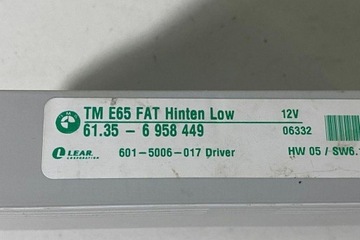 TM E65 FAT Hinten Low 12V
61.35 - 6 958 449 06332
LEAR
CORPORATION
601-5006-017 Driver HW 05 / SW6.